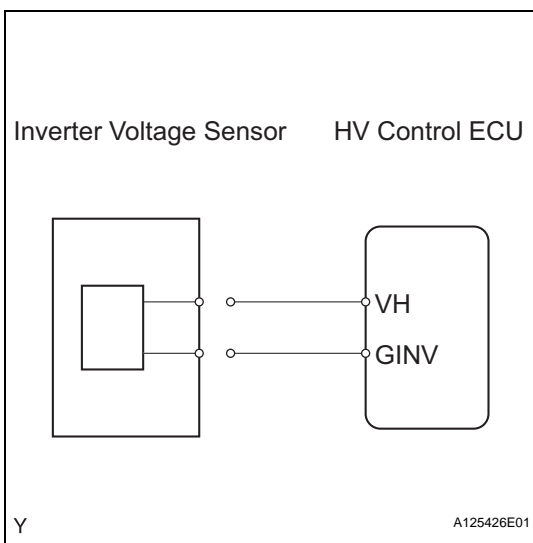 Inverter Voltage Sensor HV Control ECU
VH
GINV
Y A125426E01